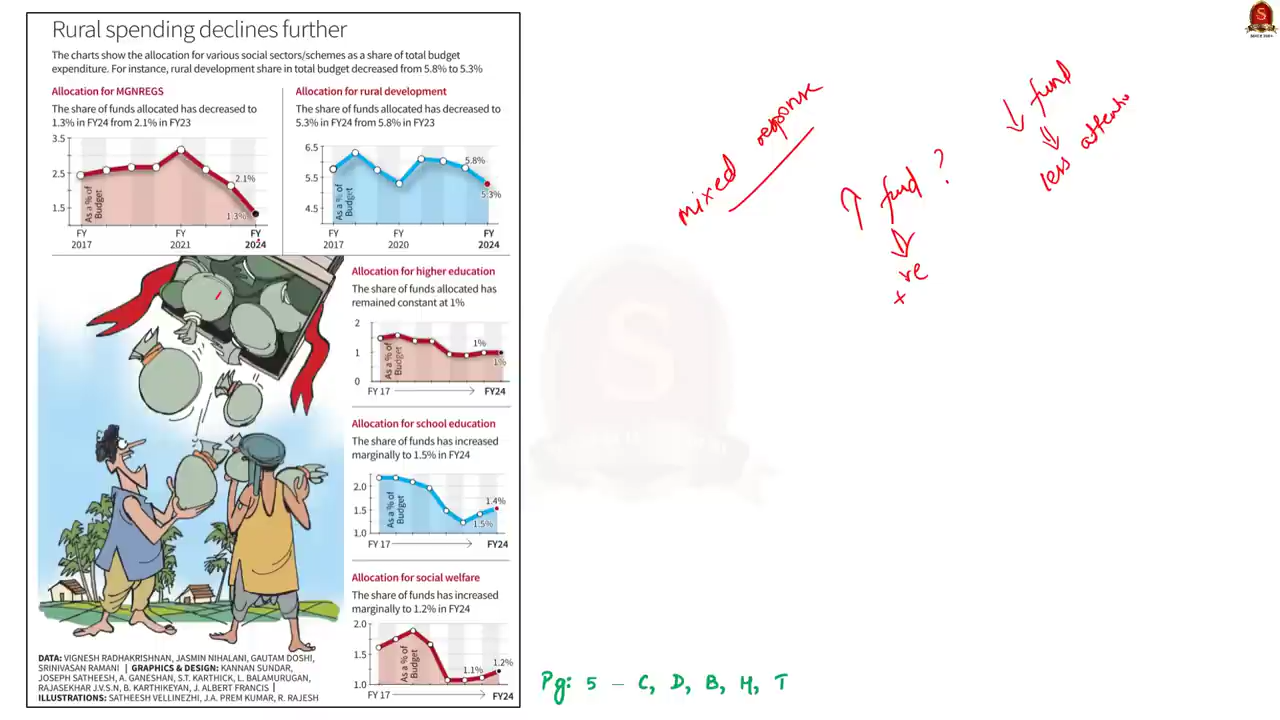 Rural spending declines further
The charts show the allocation for various social sectors/schemes as a share of total budget
expenditure. For instance, rural development share in total budget decreased from 5.8% to 5.3%
Allocation for MGNREGS
The share of funds allocated has decreased to
1.3% in FY24 from 2.1% in FY23
3.5
2.5
1.5
As a % of
Budget
2.1%
1.3%
FY
2017
FY
2021
FY
2024
Allocation for rural development
The share of funds allocated has decreased to
5.3% in FY24 from 5.8% in FY23
6.5
5.5
4.5
As a % of
Budget
5.8%
5.3%
FY
2017
FY
2020
FY
2024
Allocation for higher education
The share of funds allocated has
remained constant at 1%
2
1
0
As a % of
Budget
1%
1%
FY 17
FY24
Allocation for school education
The share of funds has increased
marginally to 1.5% in FY24
2.0
1.5
1.0
As a % of
Budget
1.4%
1.5%
FY 17
FY24
Allocation for social welfare
The share of funds has increased
marginally to 1.2% in FY24
2.0
1.5
1.0
As a % of
Budget
1.1%
1.2%
FY 17
FY24
DATA: VIGNESH RADHAKRISHNAN, JASMIN NIHALANI, GAUTAM DOSHI,
SRINIVASAN RAMANI | GRAPHICS & DESIGN: KANNAN SUNDAR,
JOSEPH SATHEESH, A. GANESHAN, S.T. KARTHICK, L. BALAMURUGAN,
RAJASEKHAR J.V.S.N, B. KARTHIKEYAN, J. ALBERT FRANCIS |
ILLUSTRATIONS: SATHEESH VELLINEZHI, J.A. PREM KUMAR, R. RAJESH
mixed response
↑ fund ?
+ve
↓ fund
less
Pg: 5 – C, D, B, H, T
S